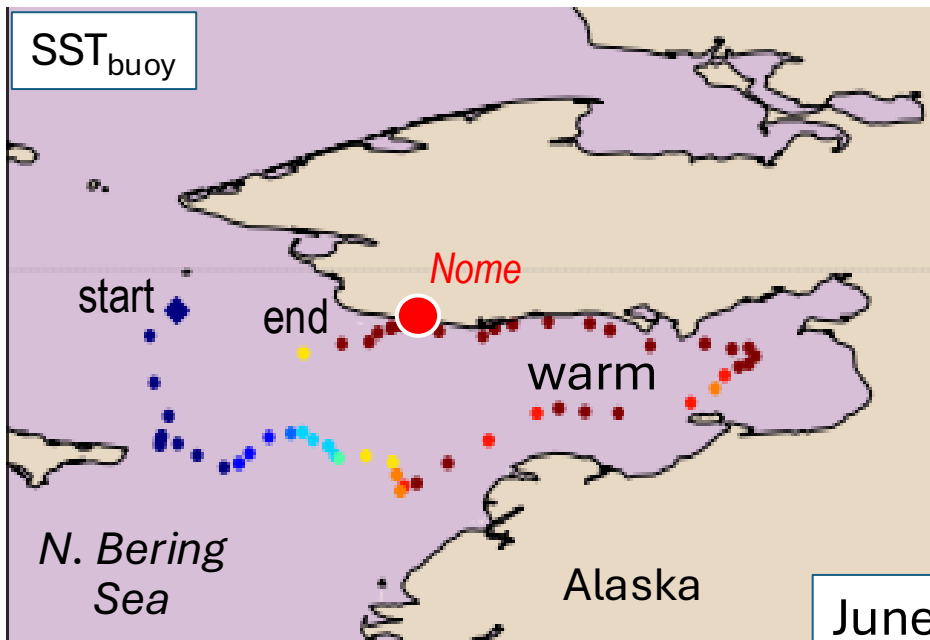 SSTbuoy
Nome
start
end
warm
N. Bering
Sea
Alaska
June